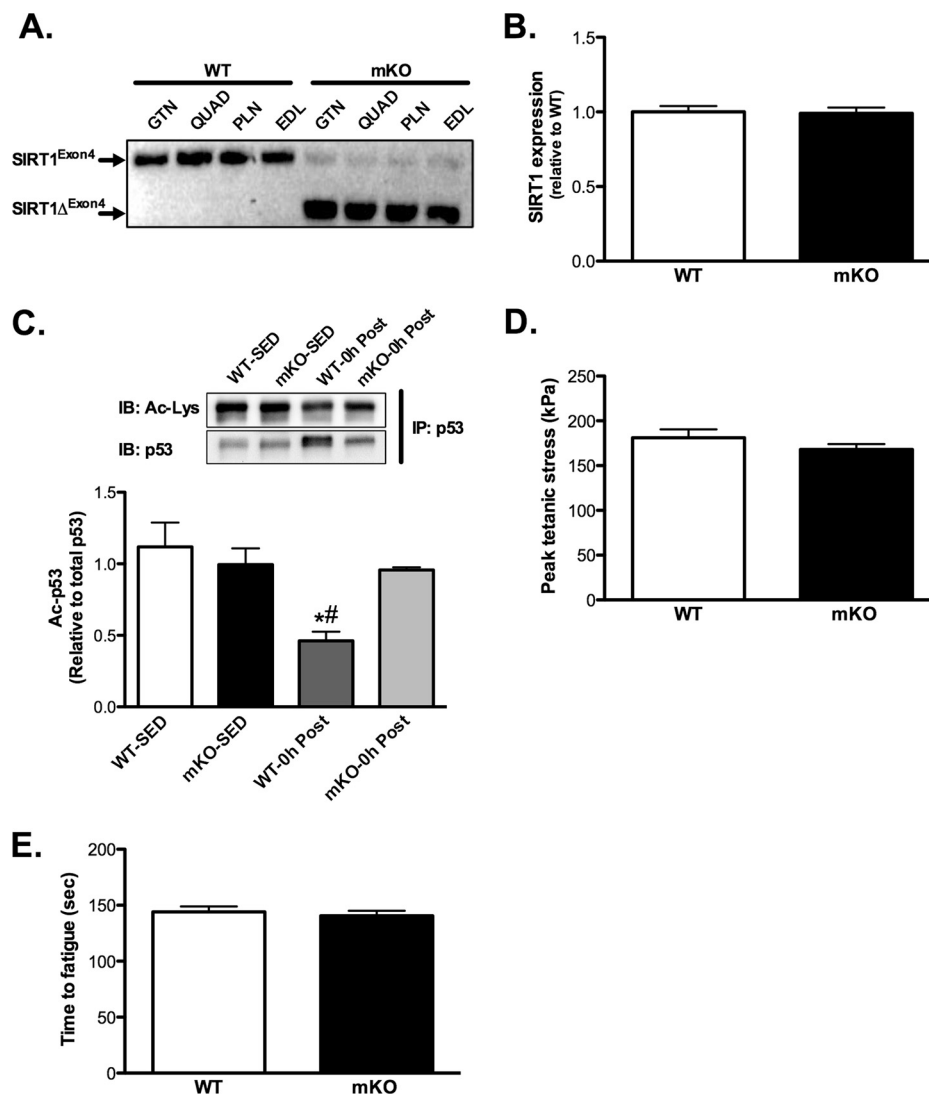 A.
WT mKO
GTN QUAD PLN EDL GTN QUAD PLN EDL
SIRT1Exon4
SIRT1ΔExon4
B.
SIRT1 expression
(relative to WT)
1.5
1.0
0.5
0.0
WT mKO
C.
WT-SED mKO-SED WT-0h Post mKO-0h Post
IB: Ac-Lys
IB: p53
IP: p53
Ac-p53
(Relative to total p53)
1.5
1.0
0.5
0.0
*#
WT-SED mKO-SED WT-0h Post mKO-0h Post
D.
Peak tetanic stress (kPa)
250
200
150
100
50
0
WT mKO
E.
Time to fatigue (sec)
200
150
100
50
0
WT mKO